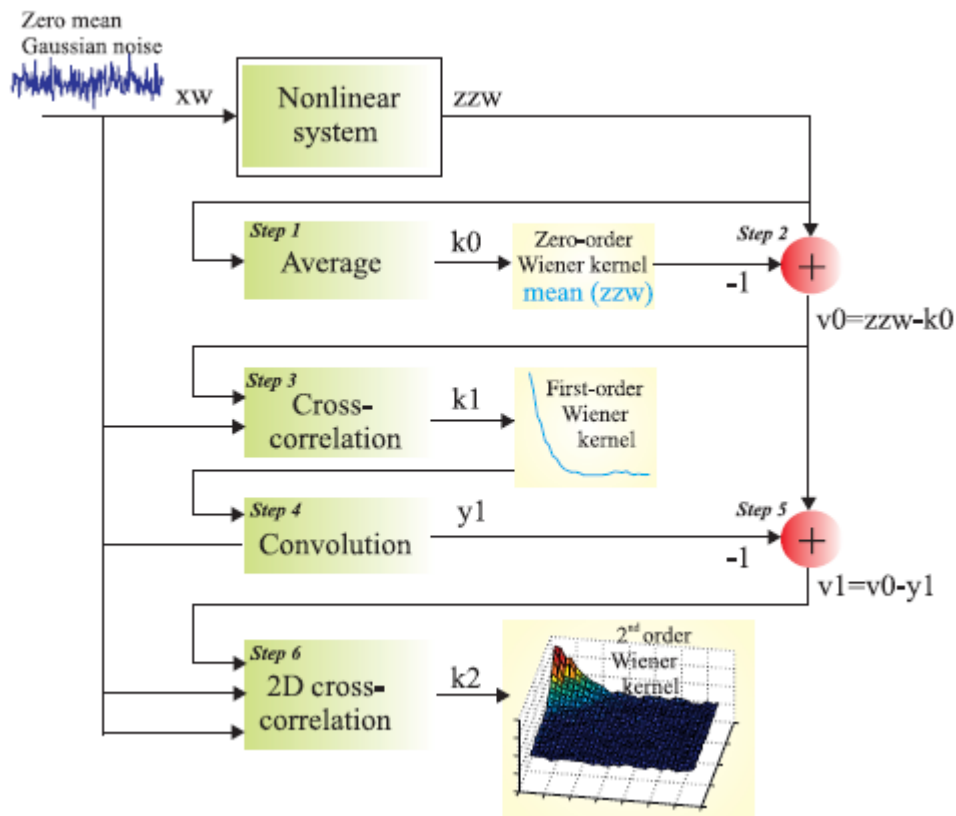 Zero mean
Gaussian noise
xw
Nonlinear
system
zzw
Step 1
Average
k0
Zero-order
Wiener kernel
mean (zzw)
Step 2
+
-1
v0=zzw-k0
Step 3
Cross-
correlation
k1
First-order
Wiener
kernel
Step 4
Convolution
y1
Step 5
+
-1
v1=v0-y1
Step 6
2D cross-
correlation
k2
2nd order
Wiener
kernel